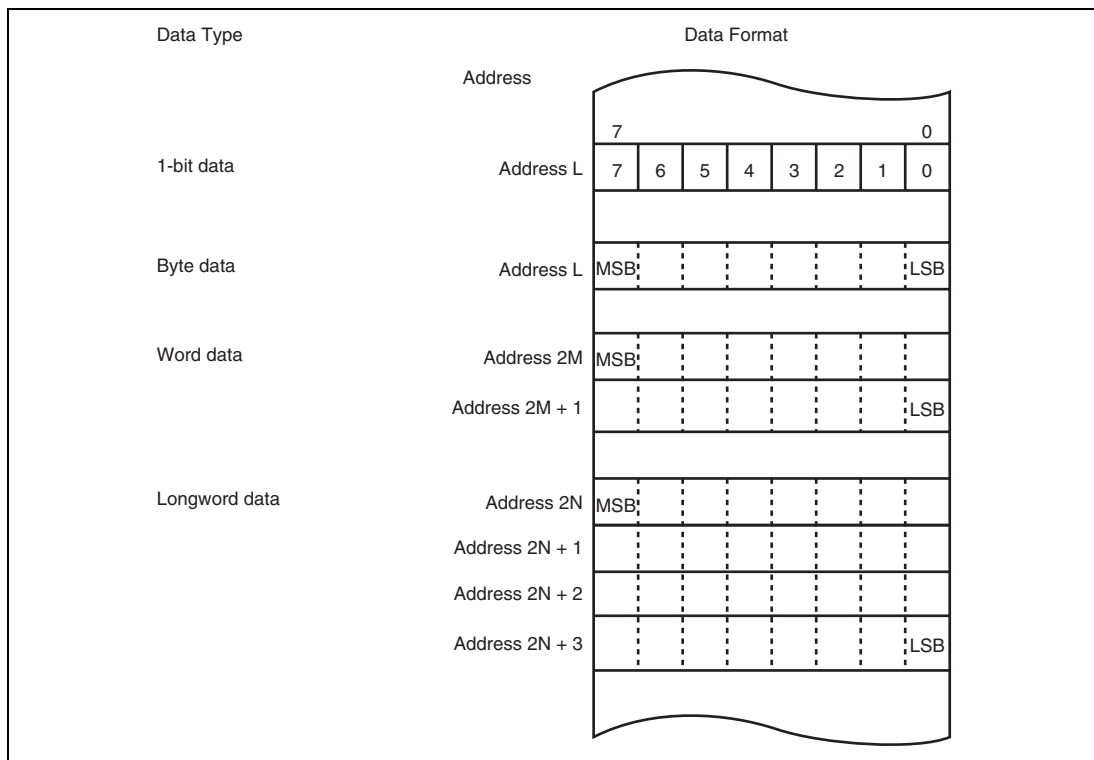 Data Type Data Format
Address
7 0
1-bit data Address L 7 6 5 4 3 2 1 0
Byte data Address L MSB LSB
Word data Address 2M MSB
Address 2M + 1 LSB
Longword data Address 2N MSB
Address 2N + 1
Address 2N + 2
Address 2N + 3 LSB